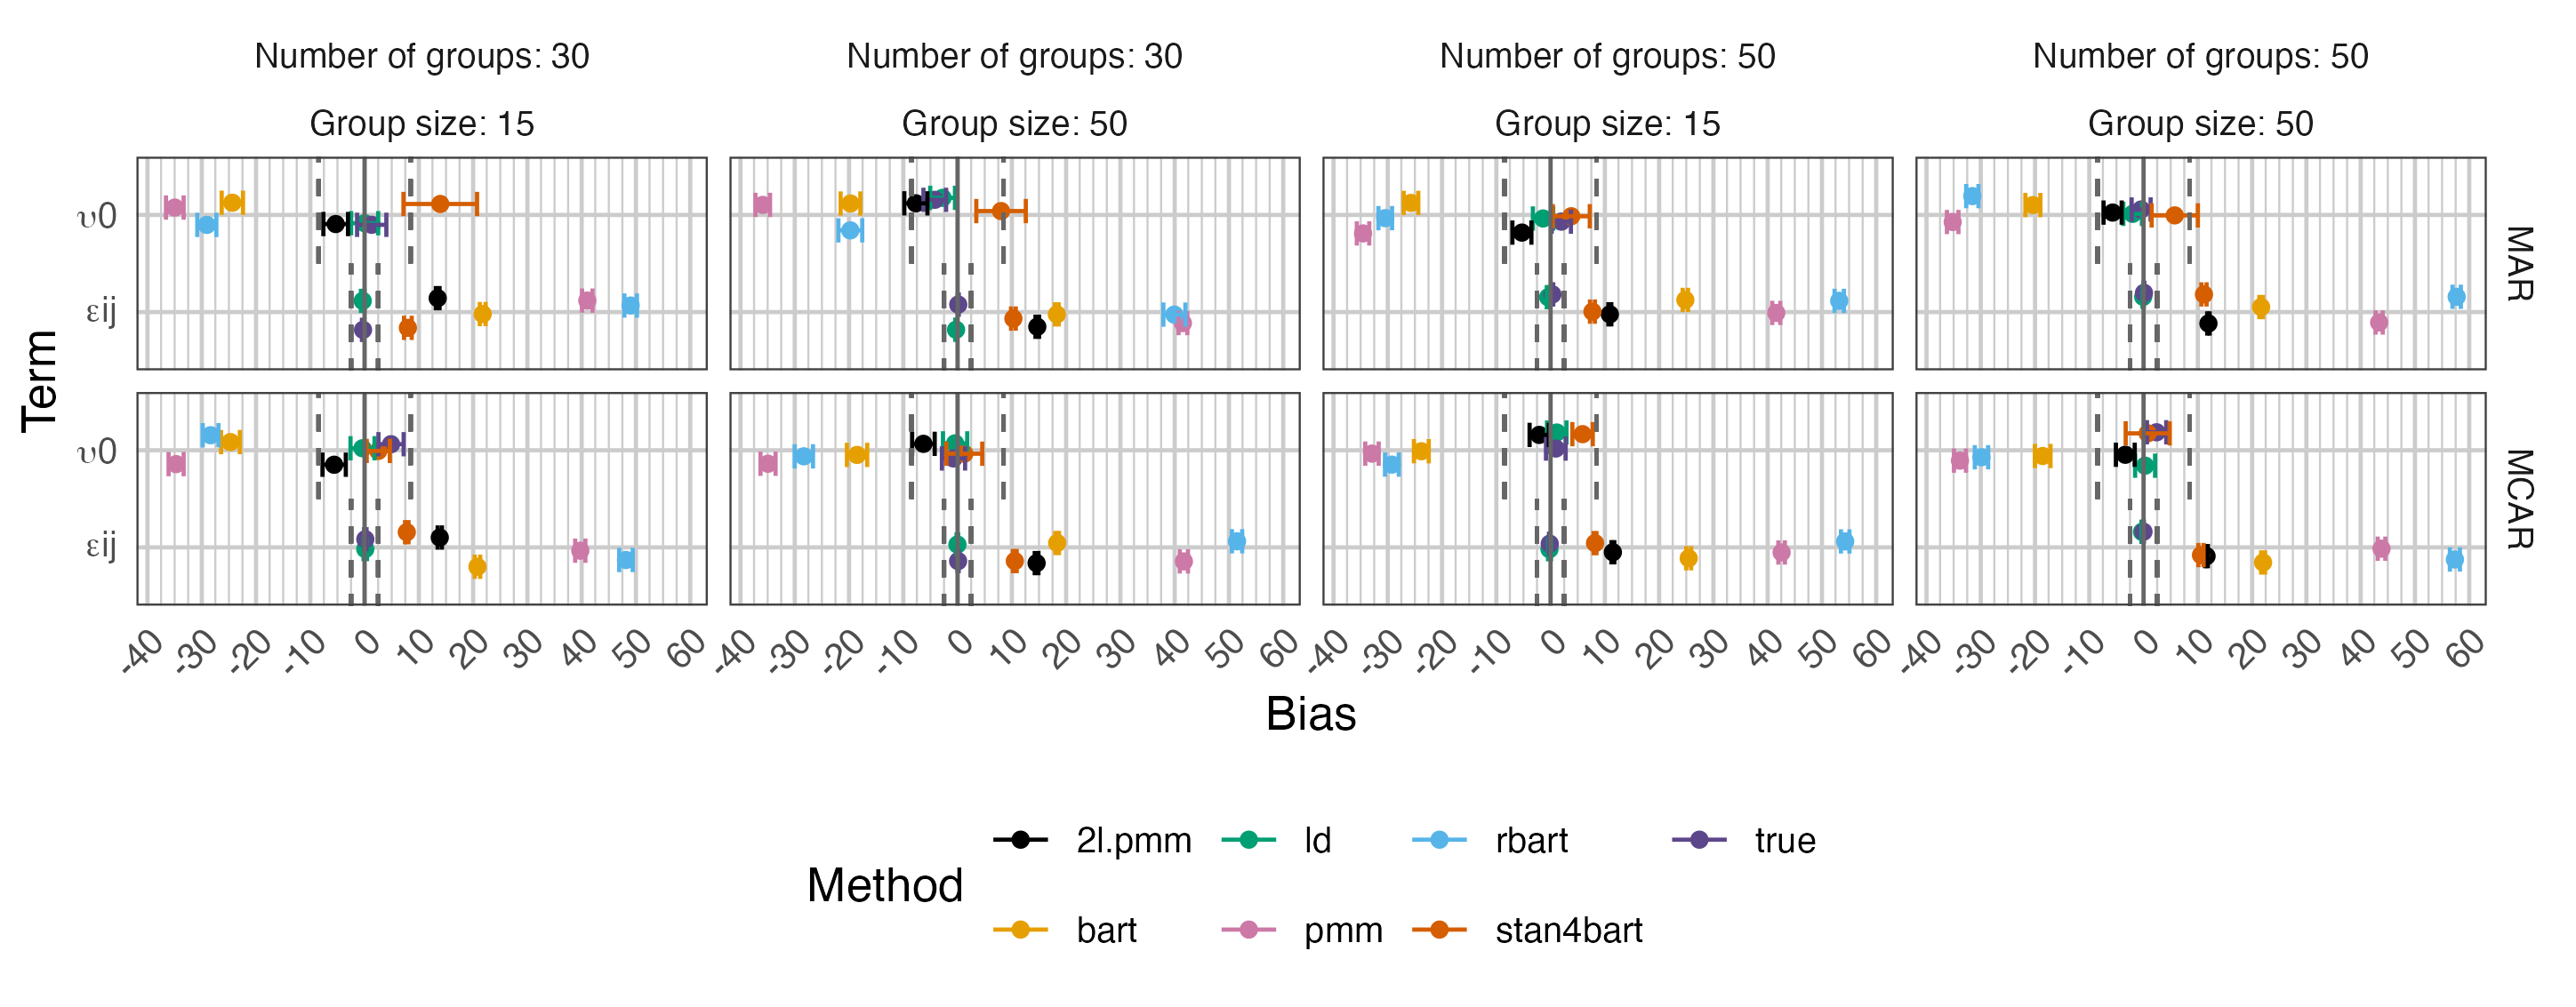 Number of groups: 30 Number of groups: 30 Number of groups: 50 Number of groups: 50
Group size: 15 Group size: 50 Group size: 15 Group size: 50
υ0
εij
MAR
Term
υ0
εij
MCAR
-40 -30 -20 -10 0 10 20 30 40 50 60 -40 -30 -20 -10 0 10 20 30 40 50 60 -40 -30 -20 -10 0 10 20 30 40 50 60 -40 -30 -20 -10 0 10 20 30 40 50 60
Bias
Method
2l.pmm ld rbart true
bart pmm stan4bart